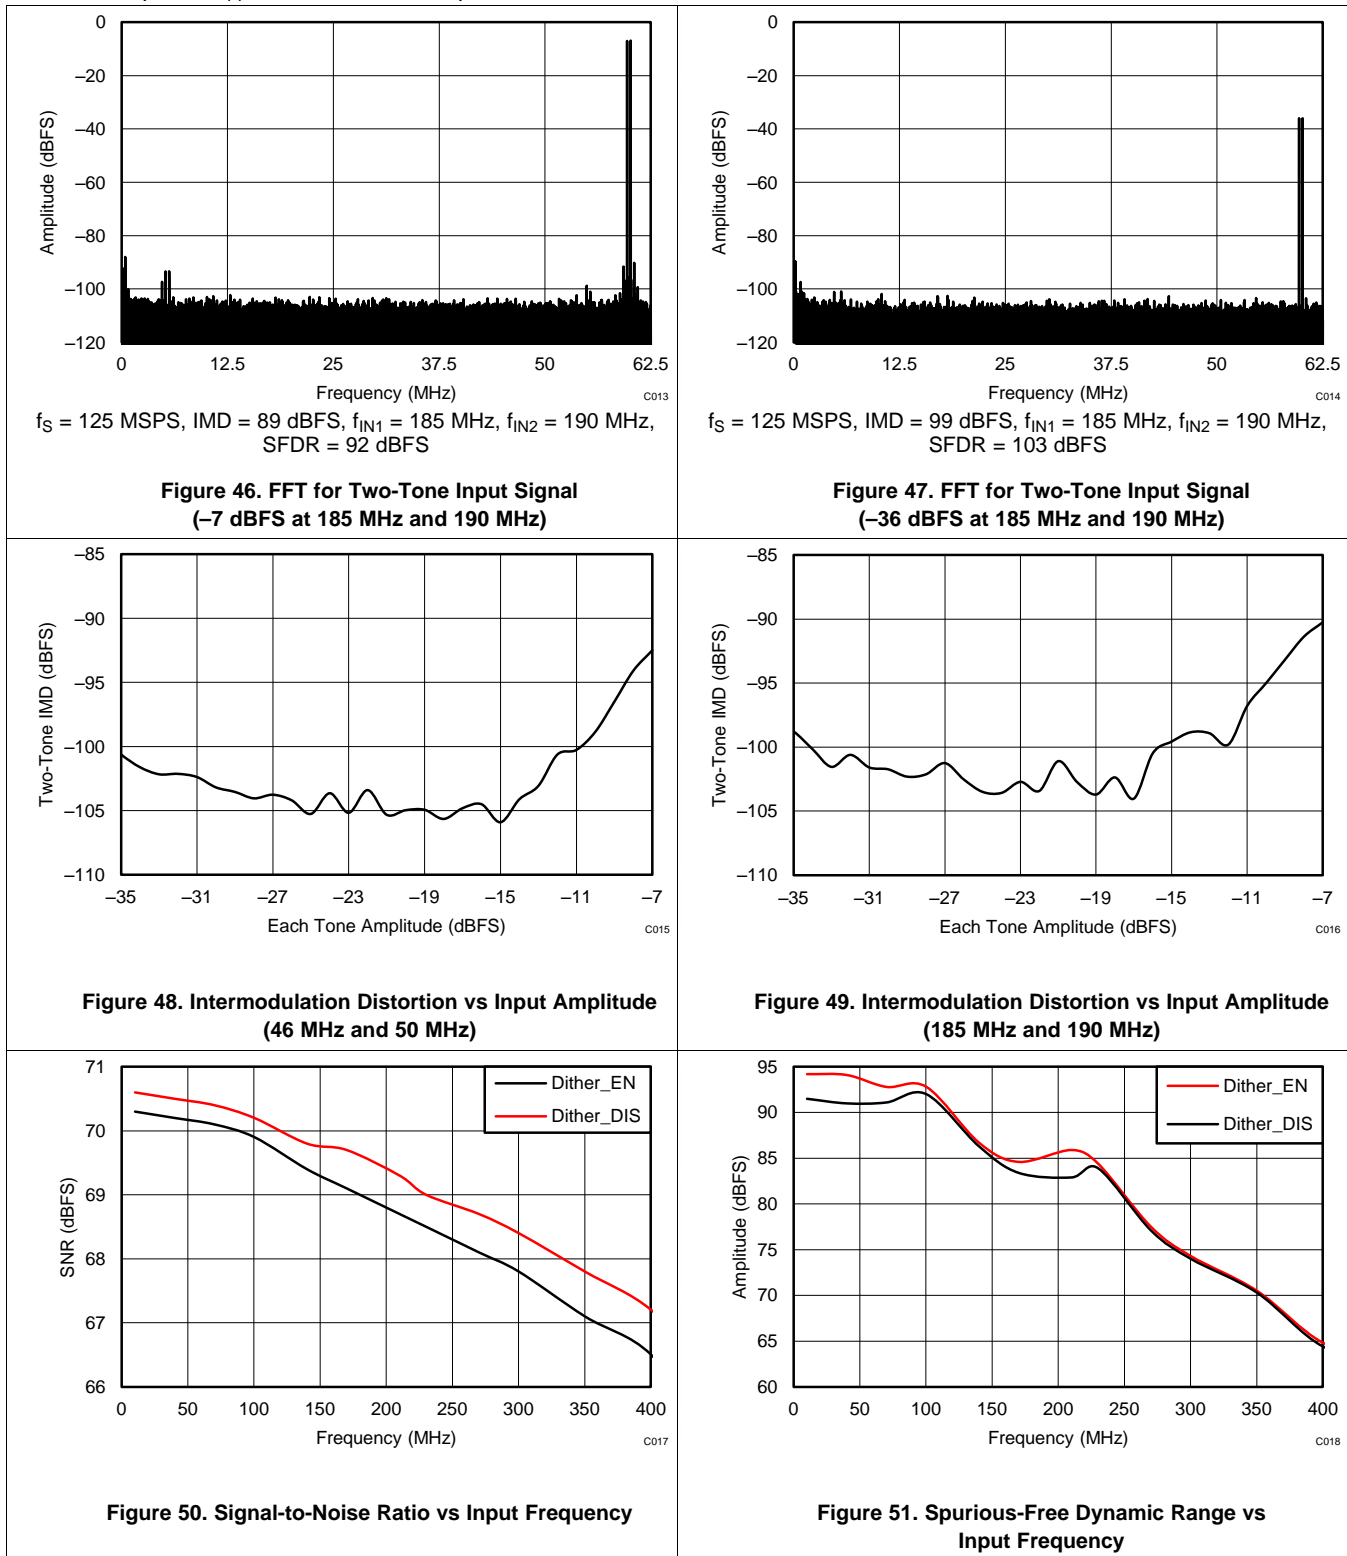 0
–20
–40
–60
–80
–100
–120
Amplitude (dBFS)
0 12.5 25 37.5 50 62.5
Frequency (MHz)
C013
fS = 125 MSPS, IMD = 89 dBFS, fIN1 = 185 MHz, fIN2 = 190 MHz,
SFDR = 92 dBFS
Figure 46. FFT for Two-Tone Input Signal
(–7 dBFS at 185 MHz and 190 MHz)
0
–20
–40
–60
–80
–100
–120
Amplitude (dBFS)
0 12.5 25 37.5 50 62.5
Frequency (MHz)
C014
fS = 125 MSPS, IMD = 99 dBFS, fIN1 = 185 MHz, fIN2 = 190 MHz,
SFDR = 103 dBFS
Figure 47. FFT for Two-Tone Input Signal
(–36 dBFS at 185 MHz and 190 MHz)
–85
–90
–95
–100
–105
–110
Two-Tone IMD (dBFS)
–35 –31 –27 –23 –19 –15 –11 –7
Each Tone Amplitude (dBFS)
C015
Figure 48. Intermodulation Distortion vs Input Amplitude
(46 MHz and 50 MHz)
–85
–90
–95
–100
–105
–110
Two-Tone IMD (dBFS)
–35 –31 –27 –23 –19 –15 –11 –7
Each Tone Amplitude (dBFS)
C016
Figure 49. Intermodulation Distortion vs Input Amplitude
(185 MHz and 190 MHz)
71
70
69
68
67
66
SNR (dBFS)
Dither_EN
Dither_DIS
0 50 100 150 200 250 300 350 400
Frequency (MHz)
C017
Figure 50. Signal-to-Noise Ratio vs Input Frequency
95
90
85
80
75
70
65
60
Amplitude (dBFS)
Dither_EN
Dither_DIS
0 50 100 150 200 250 300 350 400
Frequency (MHz)
C018
Figure 51. Spurious-Free Dynamic Range vs
Input Frequency